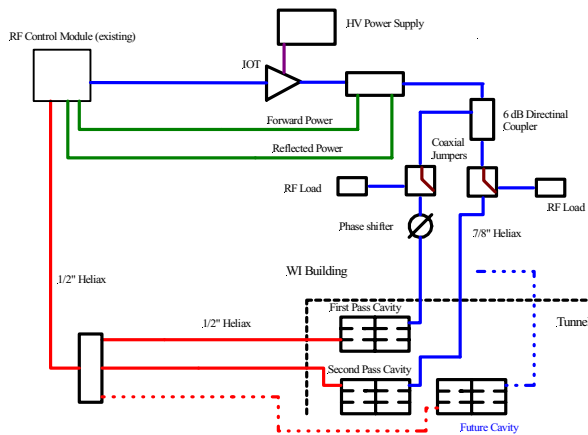 HV Power Supply
RF Control Module (existing)
IOT
6 dB Directinal
Coupler
Forward Power
Coaxial
Jumpers
Reflected Power
RF Load
RF Load
Phase shifter
7/8" Heliax
WI Building
1/2" Heliax
First Pass Cavity
1/2" Heliax
Tunnel
Second Pass Cavity
Future Cavity